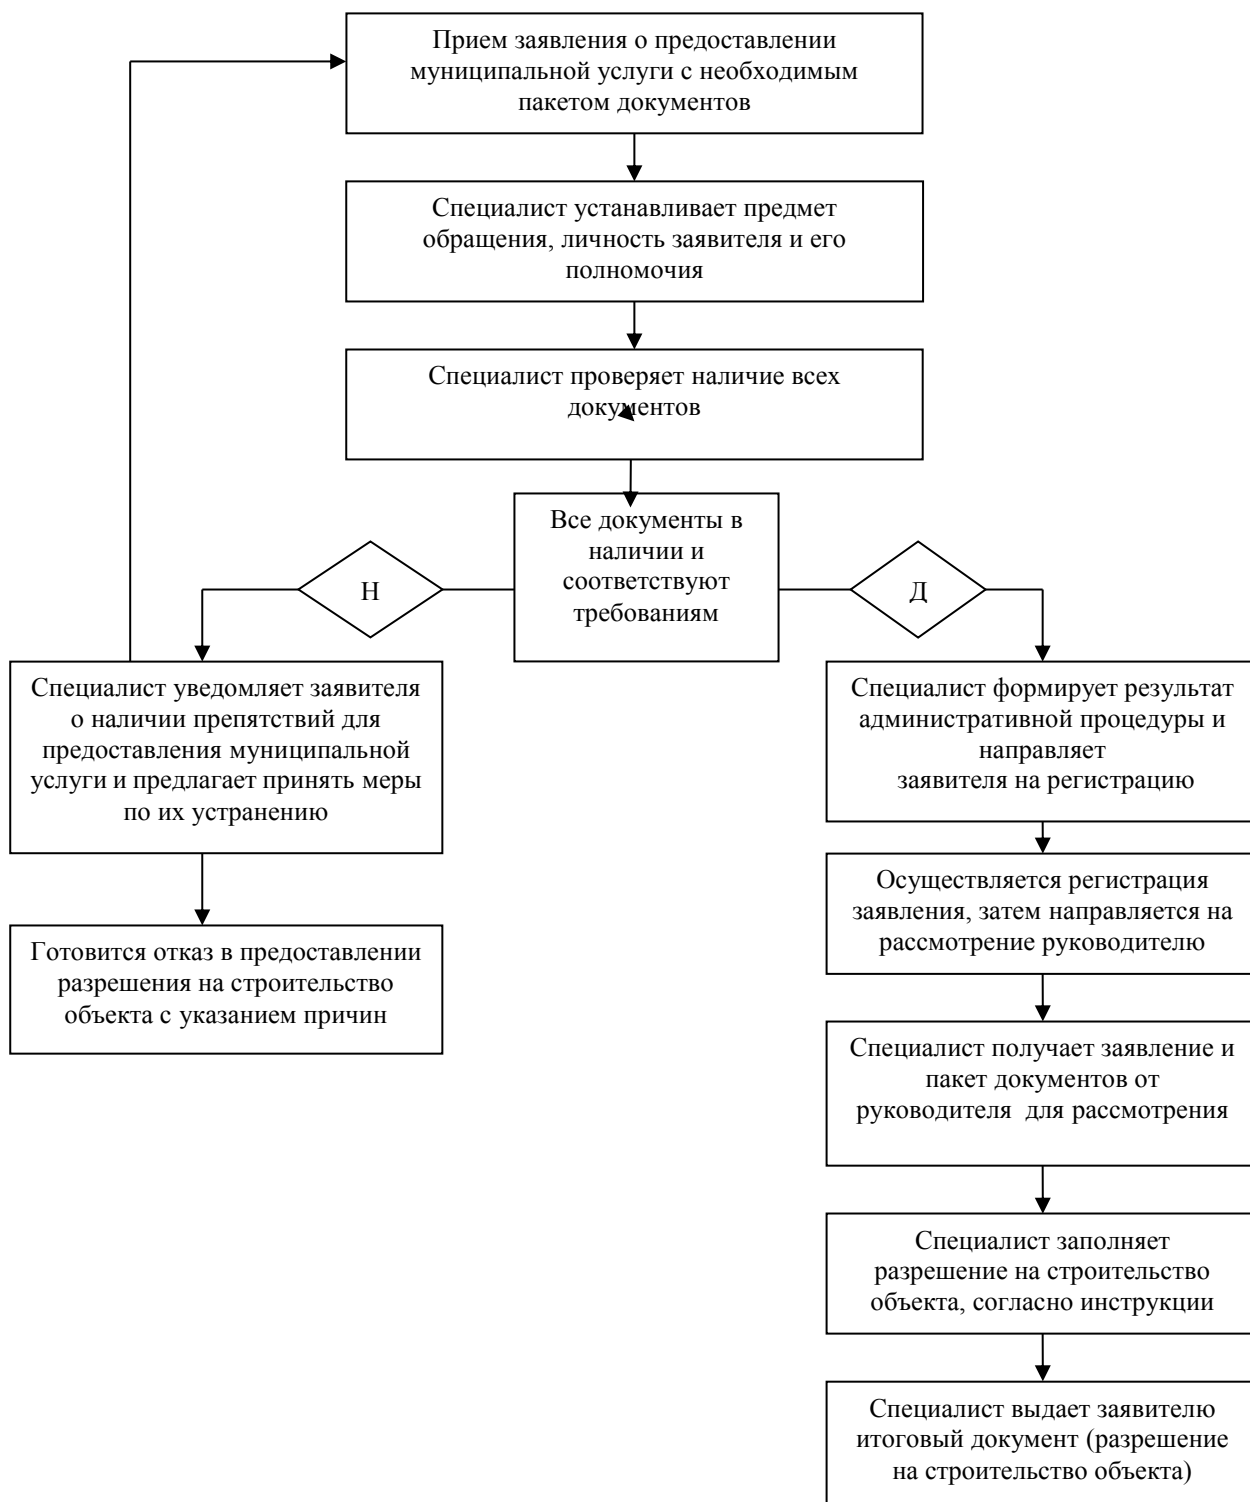 Прием заявления о предоставлении
муниципальной услуги с необходимым
пакетом документов
Специалист устанавливает предмет
обращения, личность заявителя и его
полномочия
Специалист проверяет наличие всех
документов
Все документы в
наличии и
соответствуют
требованиям
Н
Д
Специалист уведомляет заявителя
о наличии препятствий для
предоставления муниципальной
услуги и предлагает принять меры
по их устранению
Готовится отказ в предоставлении
разрешения на строительство
объекта с указанием причин
Специалист формирует результат
административной процедуры и
направляет
заявителя на регистрацию
Осуществляется регистрация
заявления, затем направляется на
рассмотрение руководителю
Специалист получает заявление и
пакет документов от
руководителя  для рассмотрения
Специалист заполняет
разрешение на строительство
объекта, согласно инструкции
Специалист выдает заявителю
итоговый документ (разрешение
на строительство объекта)